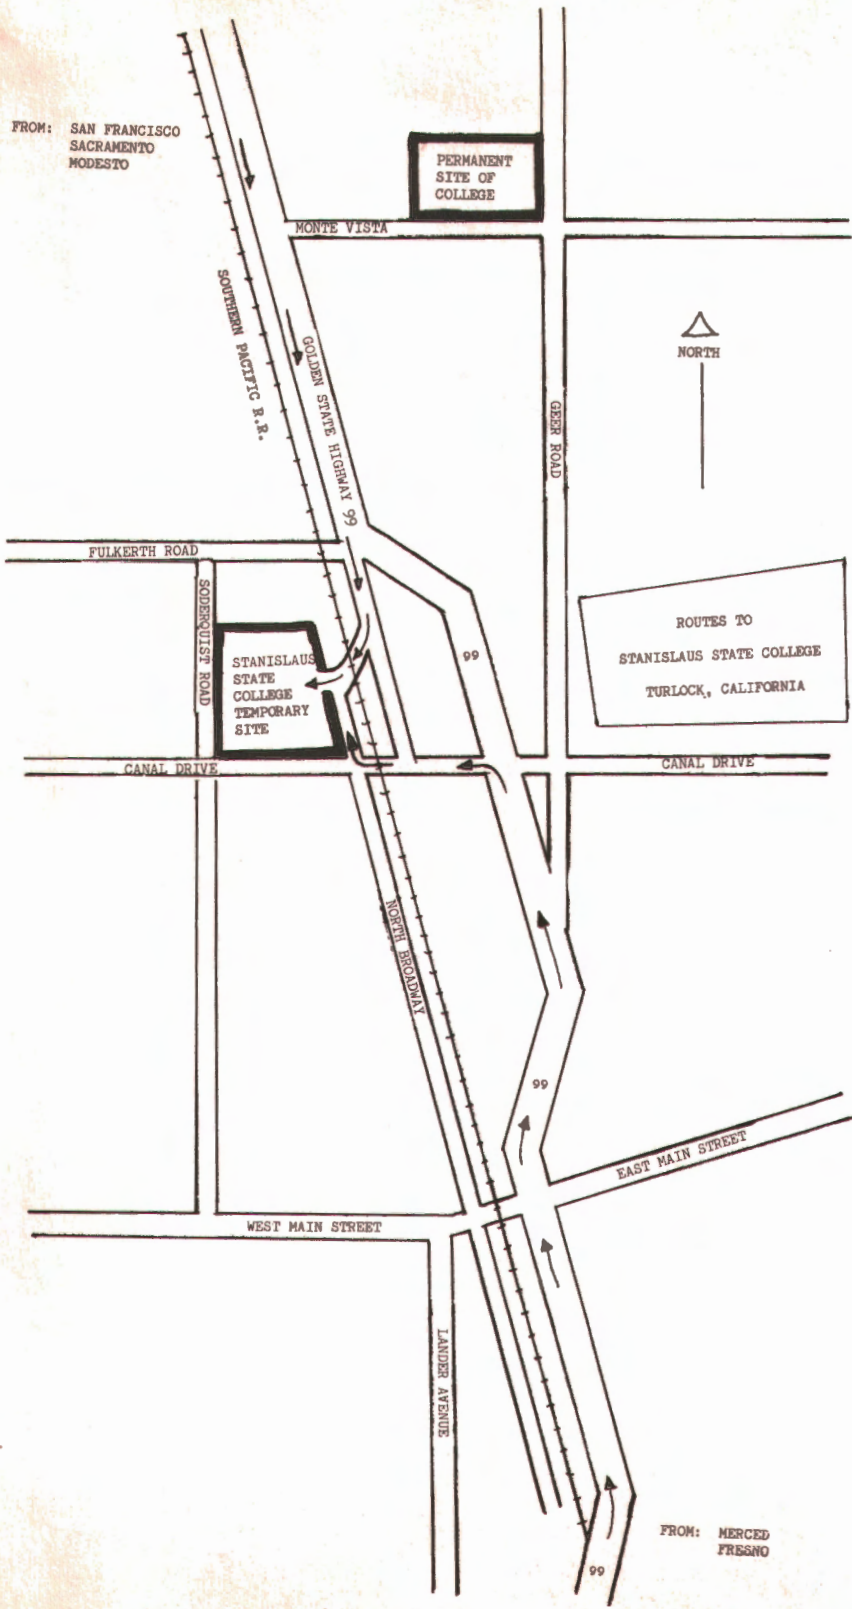 FROM: SAN FRANCISCO
SACRAMENTO
MODESTO
PERMANENT
SITE OF
COLLEGE
MONTE VISTA
SOUTHERN PACIFIC R.R.
GOLDEN STATE HIGHWAY 99
NORTH
GEER ROAD
FULKERTH ROAD
SODERQUIST ROAD
STANISLAUS
STATE
COLLEGE
TEMPORARY
SITE
99
ROUTES TO
STANISLAUS STATE COLLEGE
TURLOCK, CALIFORNIA
CANAL DRIVE
CANAL DRIVE
NORTH BROADWAY
99
EAST MAIN STREET
WEST MAIN STREET
LANDER AVENUE
FROM: MERCED
FRESNO
99